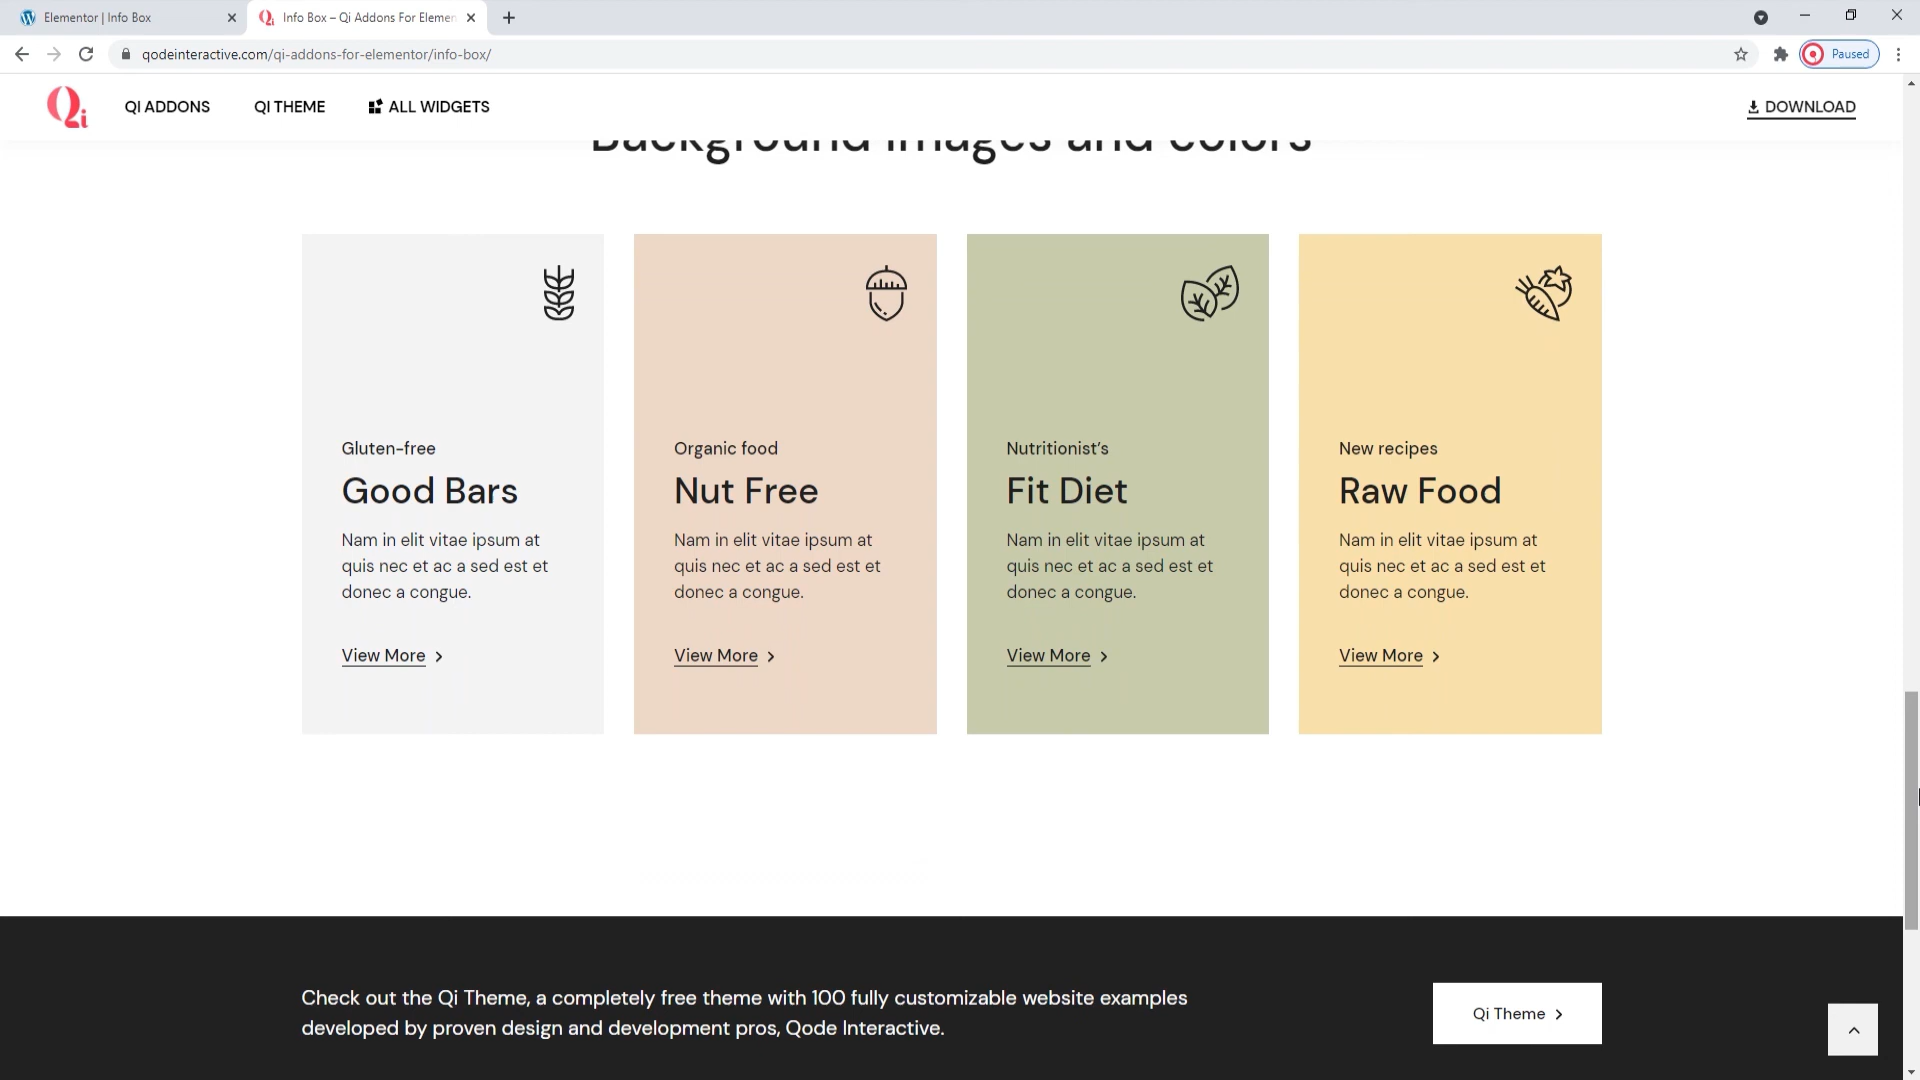 Elementor | Info Box
Info Box – Qi Addons For Elemen
qodeinteractive.com/qi-addons-for-elementor/info-box/
Paused
Qi
QI ADDONS
QI THEME
ALL WIDGETS
DOWNLOAD
Background images and colors
Gluten-free
Good Bars
Nam in elit vitae ipsum at
quis nec et ac a sed est et
donec a congue.
View More
Organic food
Nut Free
Nam in elit vitae ipsum at
quis nec et ac a sed est et
donec a congue.
View More
Nutritionist's
Fit Diet
Nam in elit vitae ipsum at
quis nec et ac a sed est et
donec a congue.
View More
New recipes
Raw Food
Nam in elit vitae ipsum at
quis nec et ac a sed est et
donec a congue.
View More
Check out the Qi Theme, a completely free theme with 100 fully customizable website examples
developed by proven design and development pros, Qode Interactive.
Qi Theme